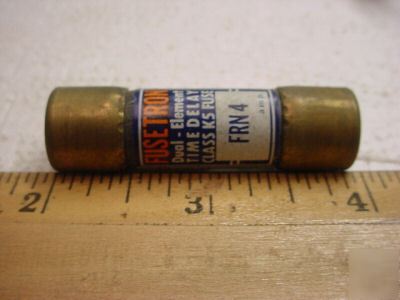 FUSETRON
Dual - Element
TIME DELAY
CLASS K5 FUSE
FRN 4
2 3 4